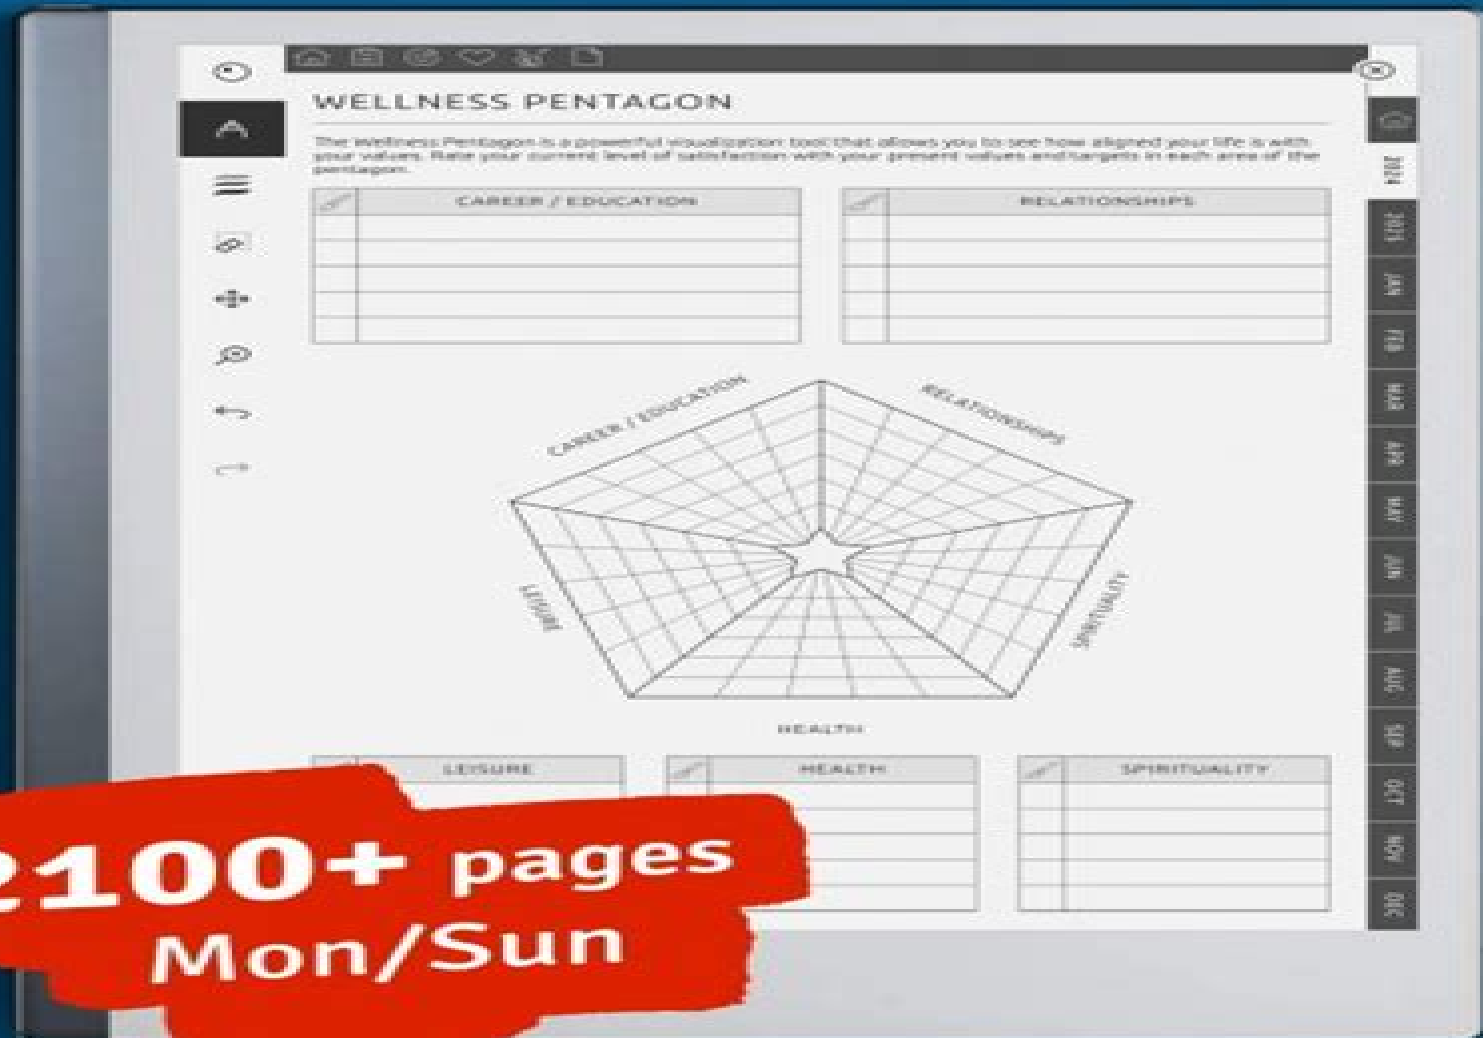 WELLNESS PENTAGON
The Wellness Pentagon is a powerful visualization tool that allows you to see how aligned your life is with
your values. Rate your current level of satisfaction with your present values and targets in each area of the
pentagon.
CAREER / EDUCATION
RELATIONSHIPS
CAREER / EDUCATION
RELATIONSHIPS
LEISURE
SPIRITUALITY
HEALTH
LEISURE
HEALTH
SPIRITUALITY
2024
2025
JAN
FEB
MAR
APR
MAY
JUN
JUL
AUG
SEP
OCT
NOV
DEC
2100+ pages
Mon/Sun